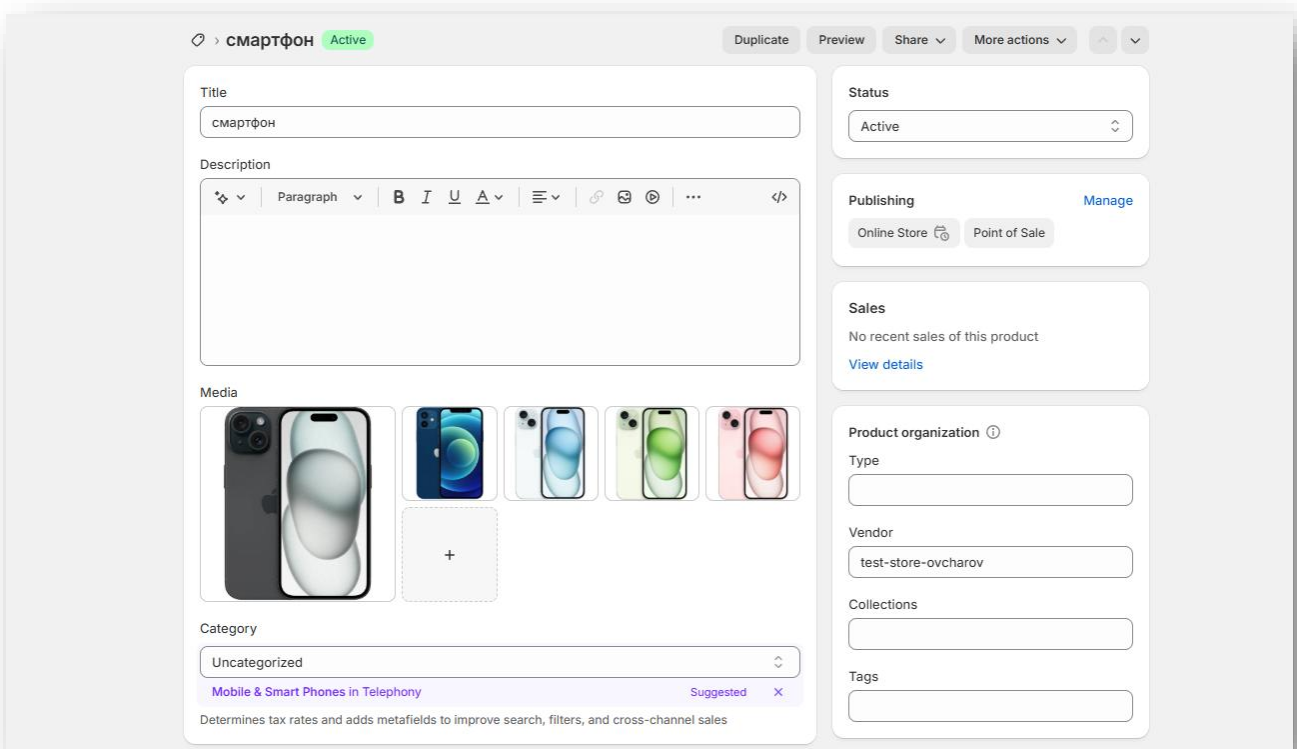 смартфон Active
Duplicate Preview Share More actions
Title
смартфон
Description
Paragraph B I U A
Media
+
Category
Uncategorized
Mobile & Smart Phones in Telephony Suggested
Determines tax rates and adds metafields to improve search, filters, and cross-channel sales
Status
Active
Publishing Manage
Online Store Point of Sale
Sales
No recent sales of this product
View details
Product organization
Type
Vendor
test-store-ovcharov
Collections
Tags